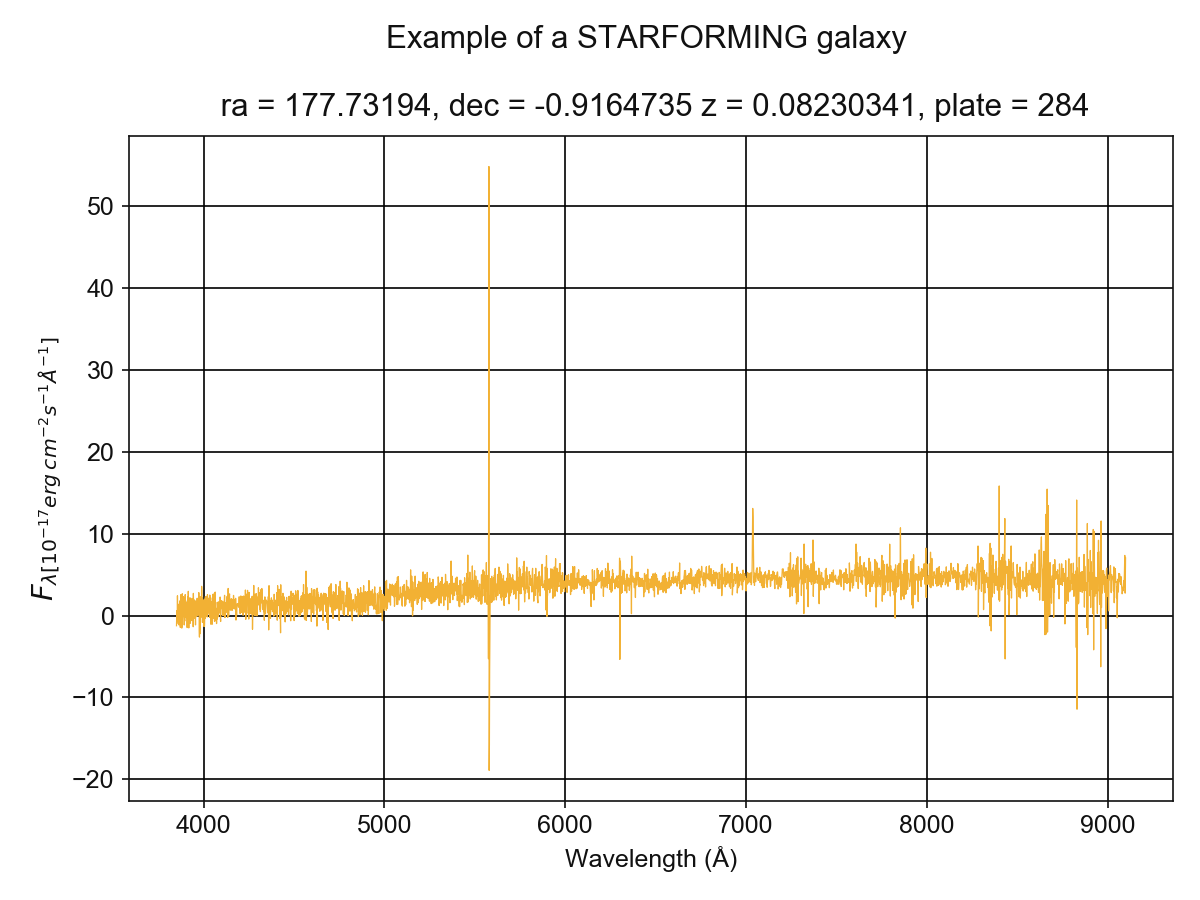 Example of a STARFORMING galaxy
ra = 177.73194, dec = -0.9164735 z = 0.08230341, plate = 284
50
40
30
20
10
0
−10
−20
F_{λ[10^{−17}erg cm^{−2}s^{−1}Å^{−1}]}
4000 5000 6000 7000 8000 9000
Wavelength (Å)